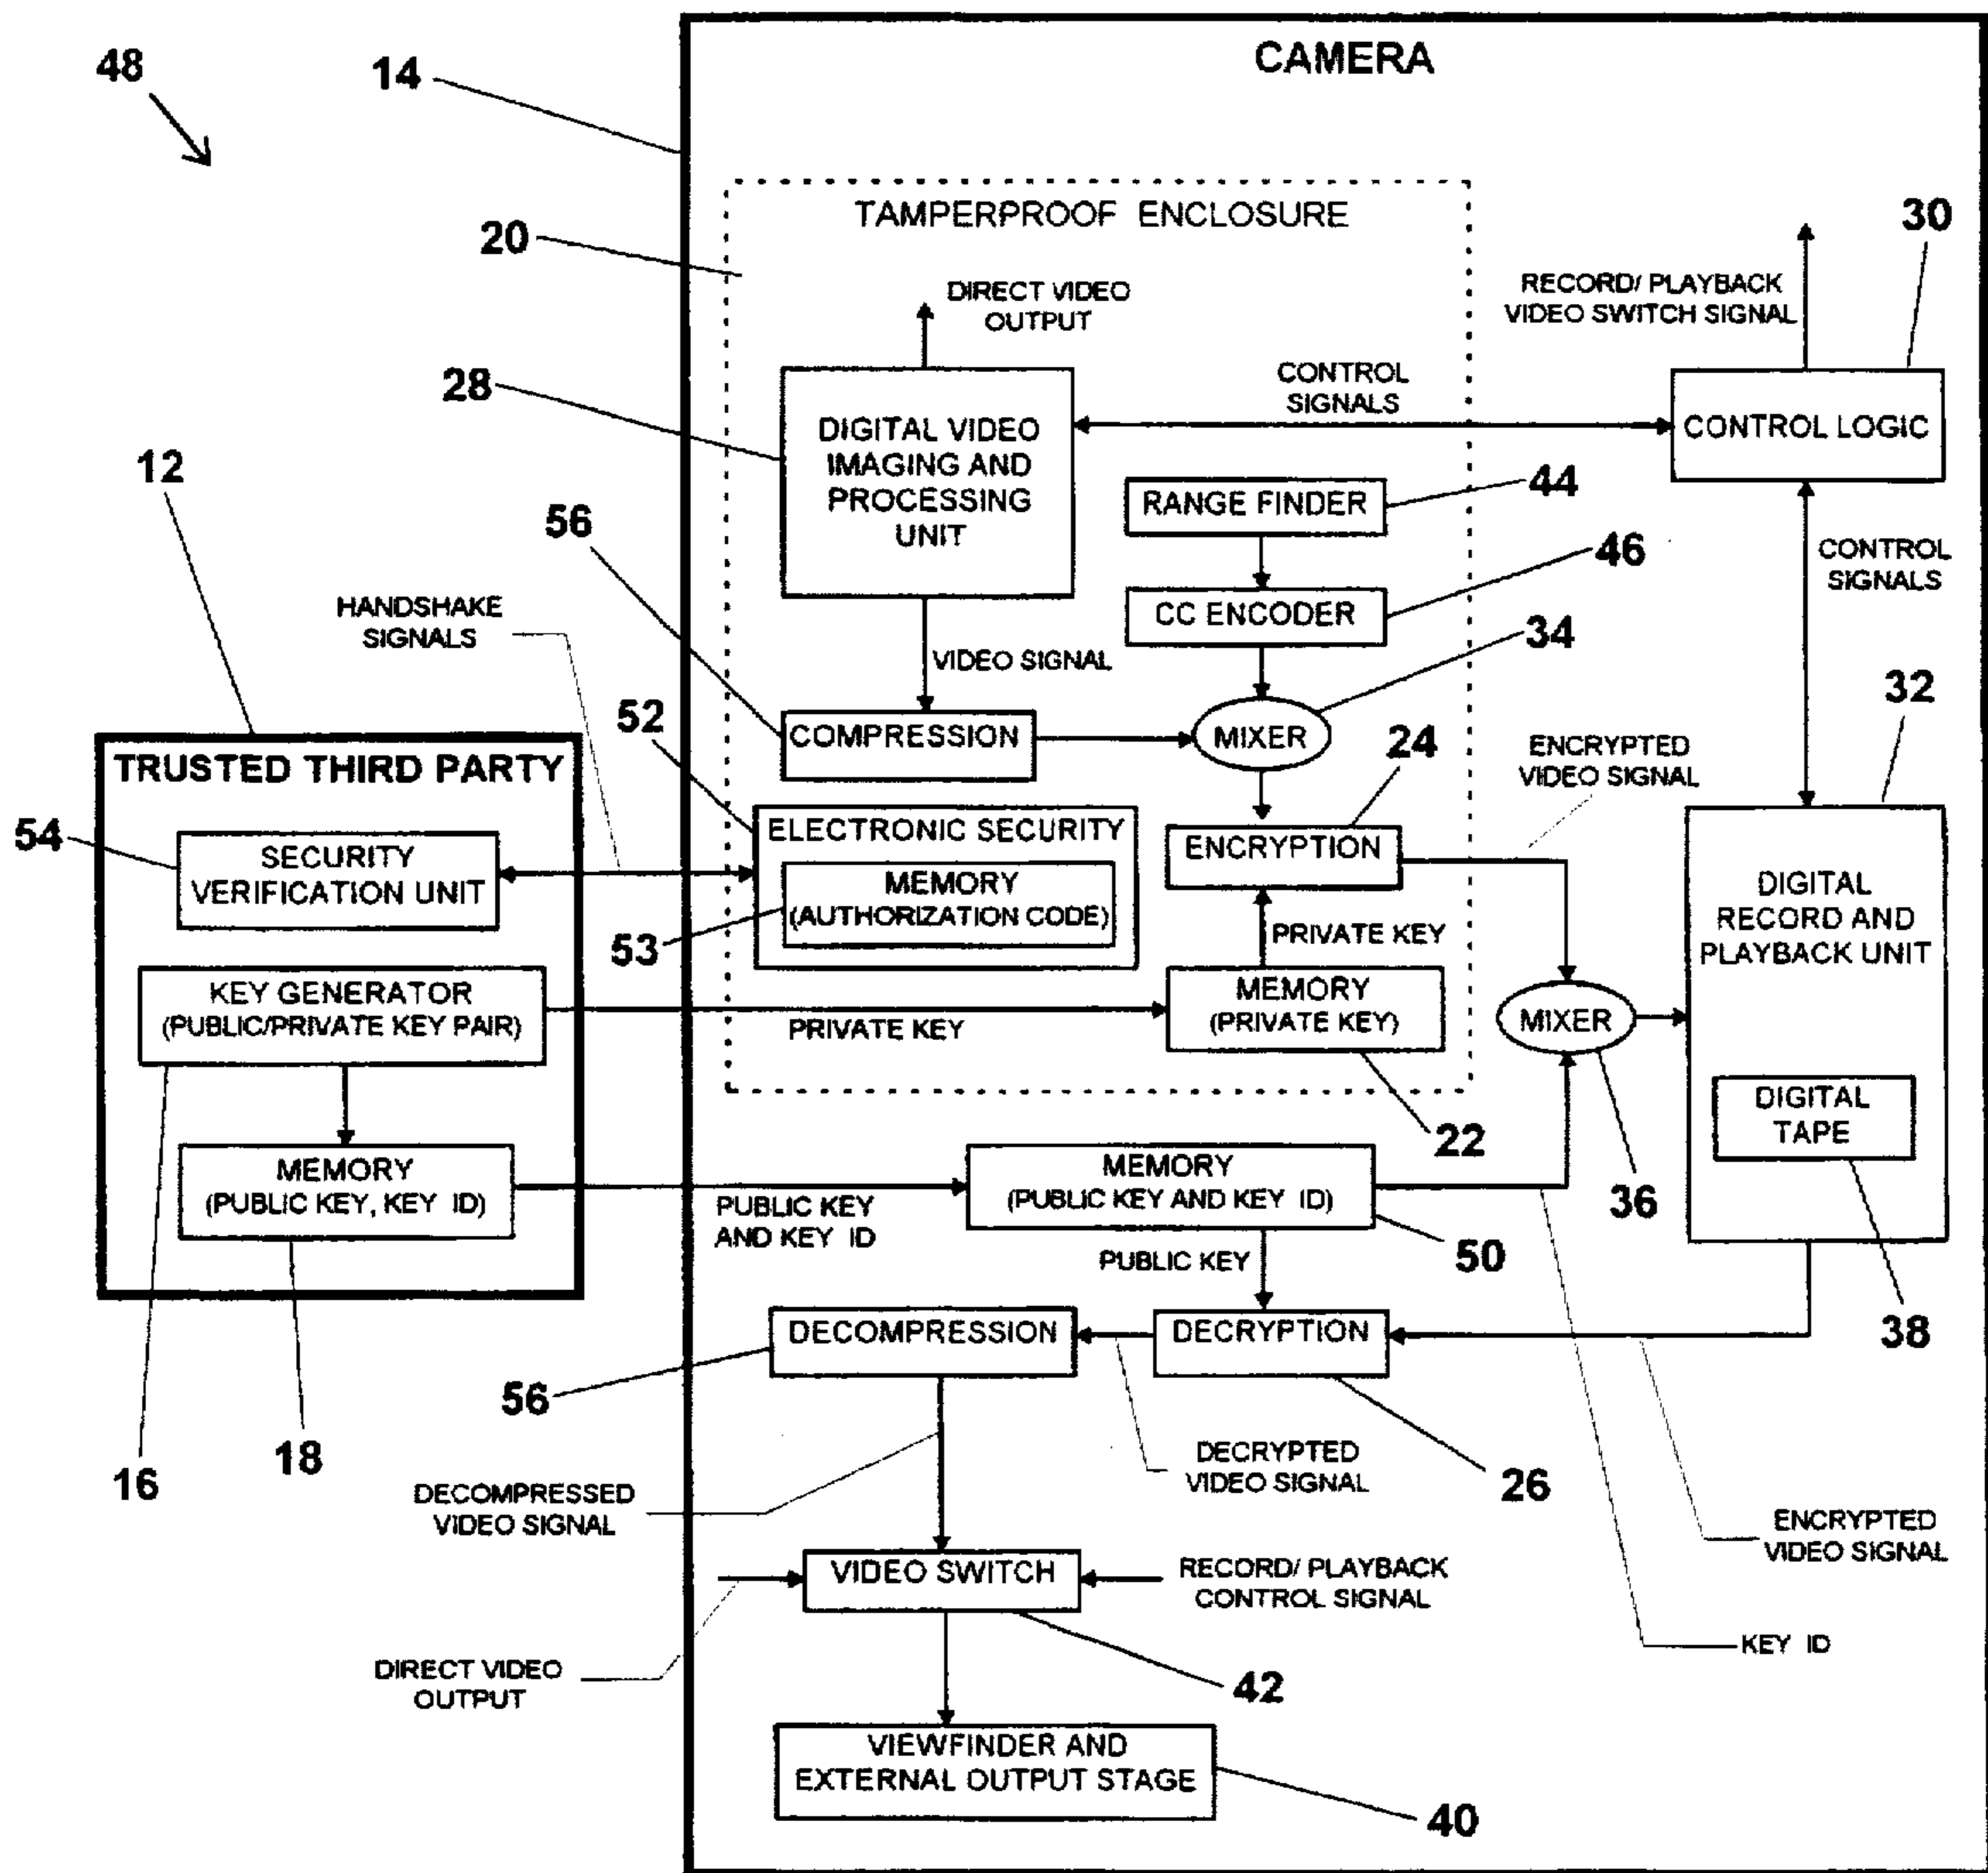 CAMERA
48
14
TAMPERPROOF ENCLOSURE
20
30
DIRECT VIDEO
OUTPUT
RECORD/ PLAYBACK
VIDEO SWITCH SIGNAL
28
CONTROL
SIGNALS
DIGITAL VIDEO
IMAGING AND
PROCESSING
UNIT
CONTROL LOGIC
12
RANGE FINDER
44
56
CC ENCODER
46
CONTROL
SIGNALS
HANDSHAKE
SIGNALS
VIDEO SIGNAL
34
52
COMPRESSION
MIXER
32
TRUSTED THIRD PARTY
24
ENCRYPTED
VIDEO SIGNAL
54
SECURITY
VERIFICATION UNIT
ELECTRONIC SECURITY
MEMORY
(AUTHORIZATION CODE)
53
ENCRYPTION
PRIVATE KEY
DIGITAL
RECORD AND
PLAYBACK UNIT
KEY GENERATOR
(PUBLIC/PRIVATE KEY PAIR)
PRIVATE KEY
MEMORY
(PRIVATE KEY)
MIXER
DIGITAL
TAPE
22
36
MEMORY
(PUBLIC KEY, KEY ID)
PUBLIC KEY
AND KEY ID
MEMORY
(PUBLIC KEY AND KEY ID)
50
PUBLIC KEY
DECOMPRESSION
DECRYPTION
38
56
16
18
DECRYPTED
VIDEO SIGNAL
26
DECOMPRESSED
VIDEO SIGNAL
ENCRYPTED
VIDEO SIGNAL
VIDEO SWITCH
RECORD/ PLAYBACK
CONTROL SIGNAL
KEY ID
DIRECT VIDEO
OUTPUT
42
VIEWFINDER AND
EXTERNAL OUTPUT STAGE
40